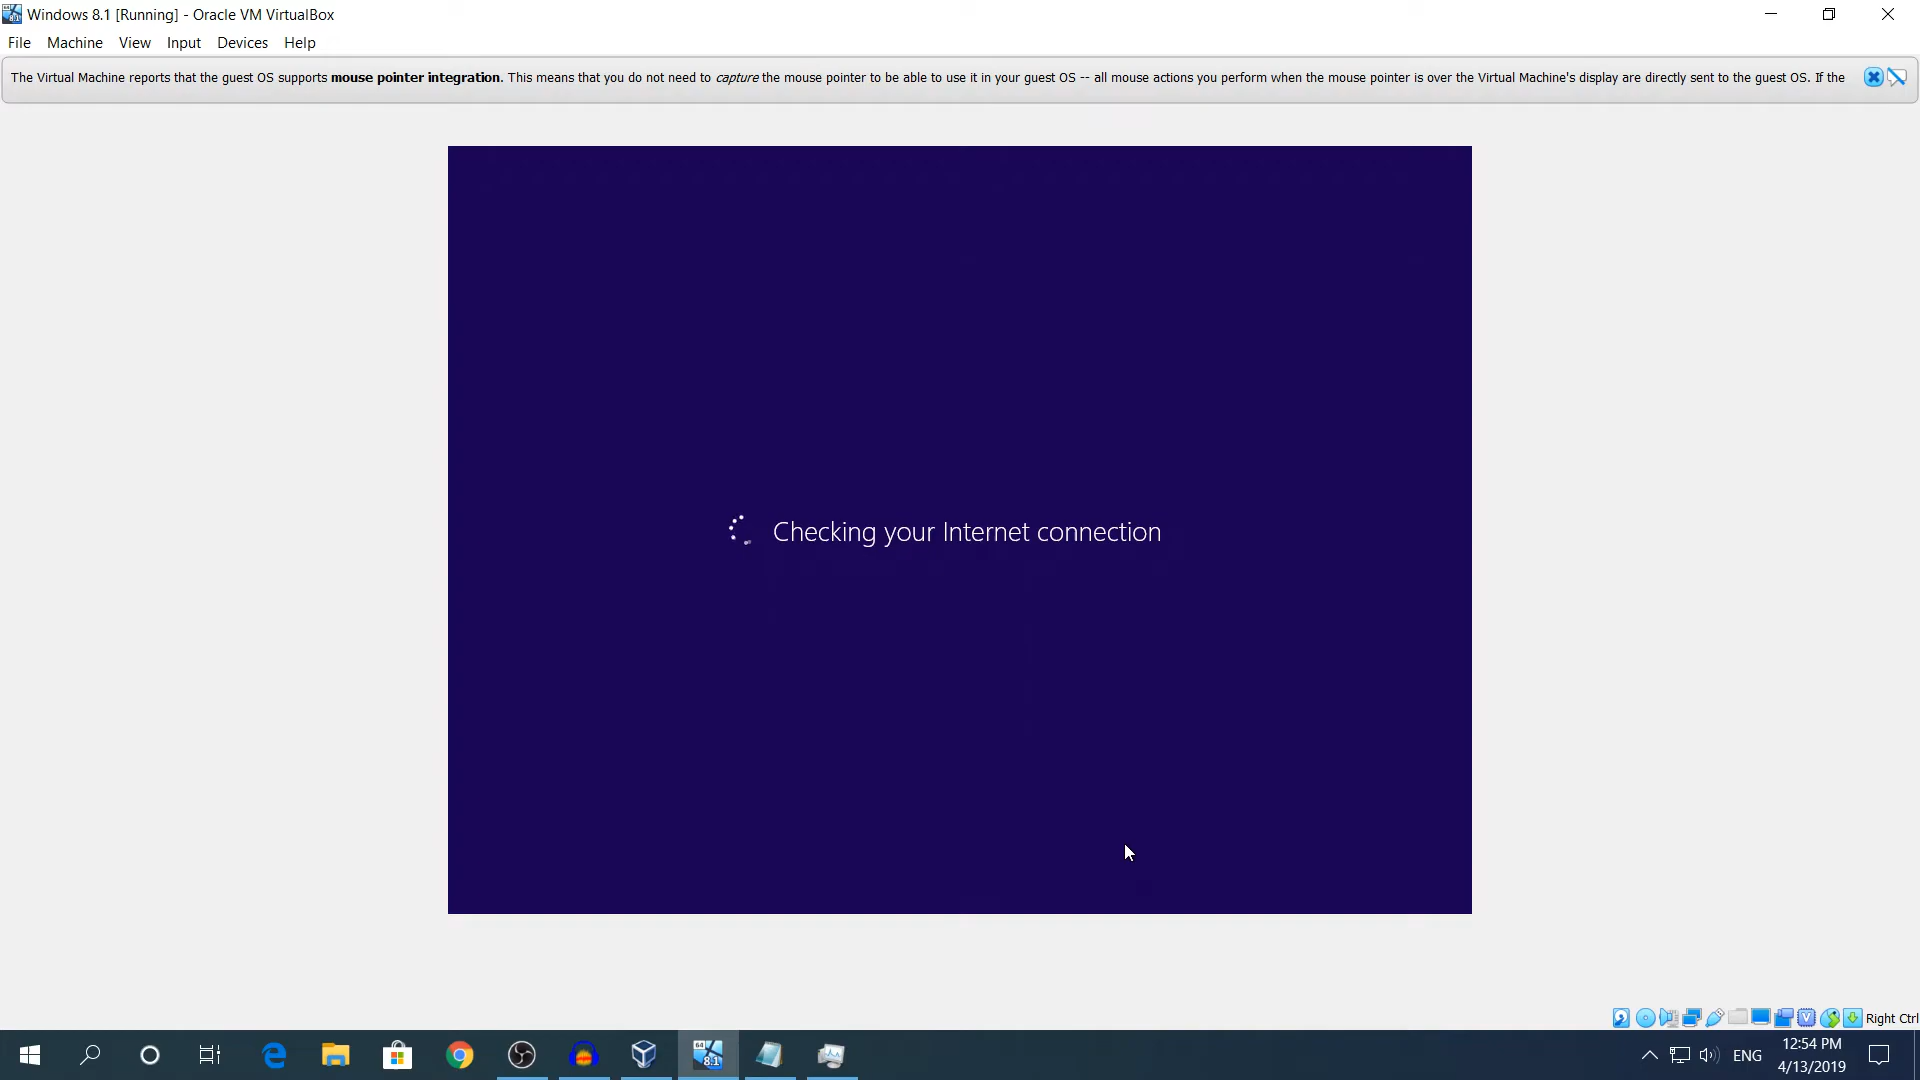 Windows 8.1 [Running] - Oracle VM VirtualBox
File Machine View Input Devices Help
The Virtual Machine reports that the guest OS supports mouse pointer integration. This means that you do not need to capture the mouse pointer to be able to use it in your guest OS -- all mouse actions you perform when the mouse pointer is over the Virtual Machine's display are directly sent to the guest OS. If the
Checking your Internet connection
Right Ctrl
64
8.1
ENG
12:54 PM
4/13/2019